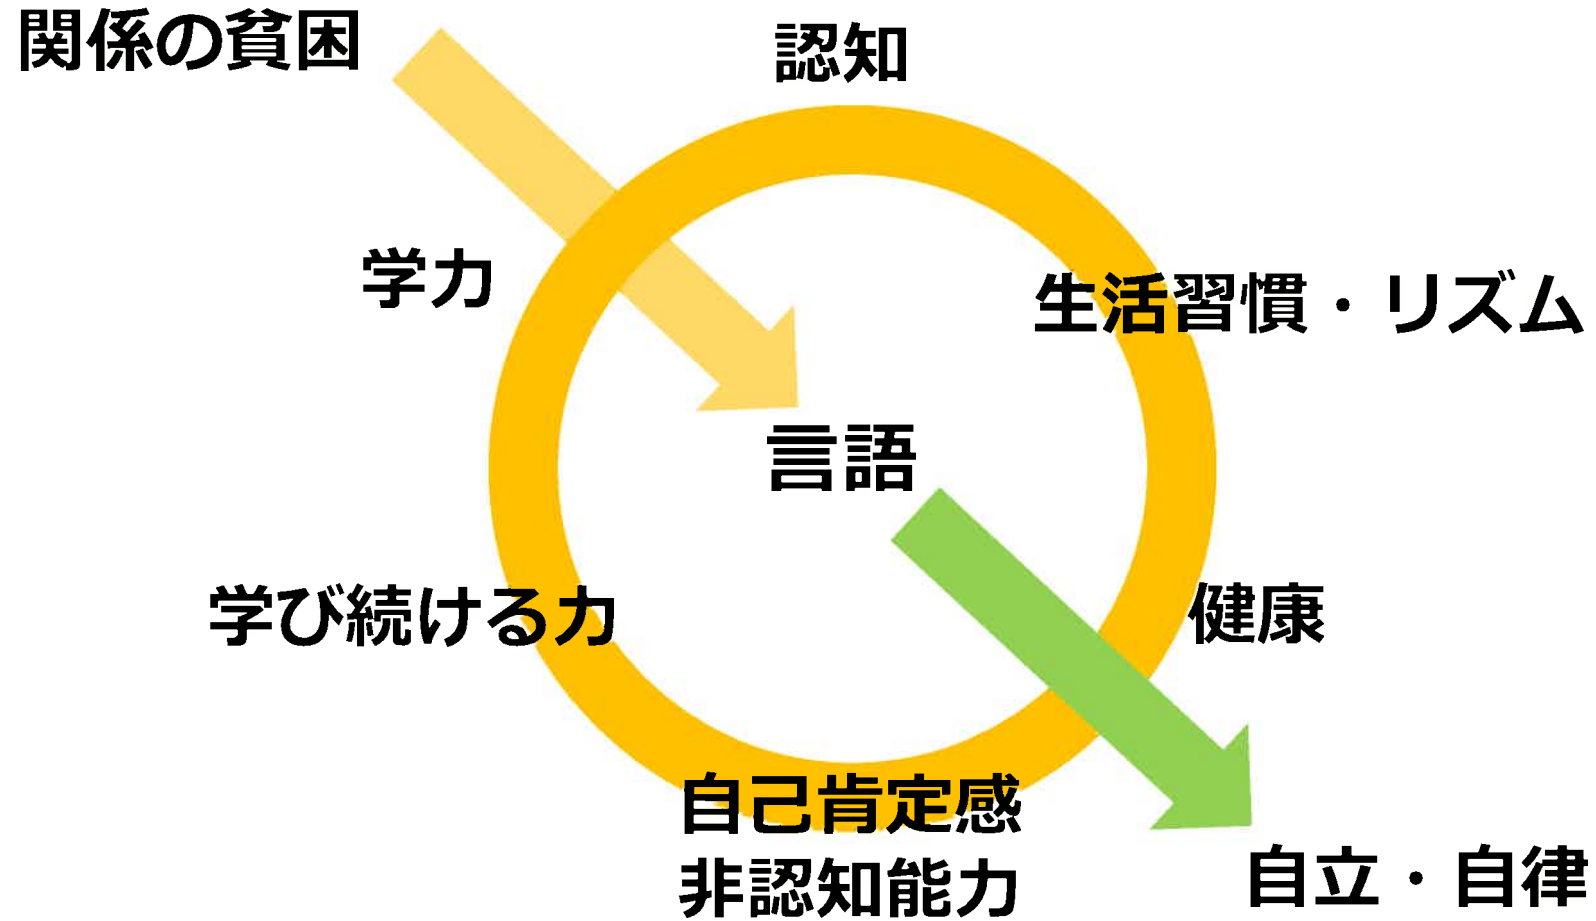 関係の貧困
認知
学力
生活習慣・リズム
言語
学び続ける力
健康
自己肯定感
非認知能力
自立・自律